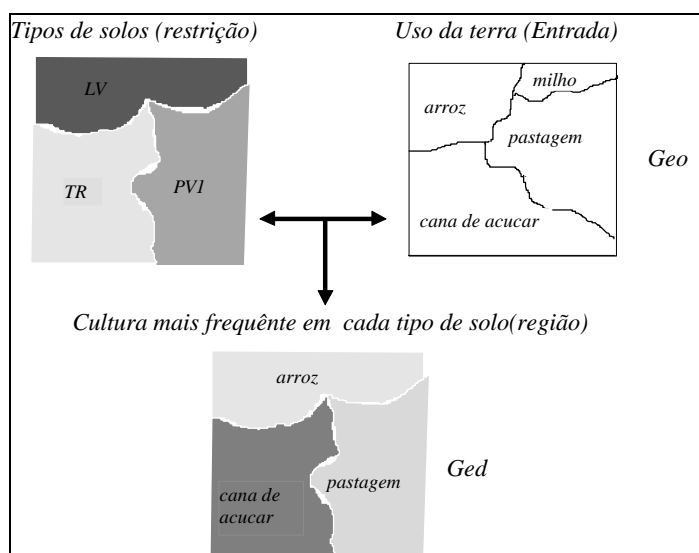 Tipos de solos (restrição)
Uso da terra (Entrada)
LV
TR
PV1
milho
arroz
pastagem
cana de acucar
Geo
Cultura mais frequênte em cada tipo de solo(região)
arroz
cana de
acucar
pastagem
Ged